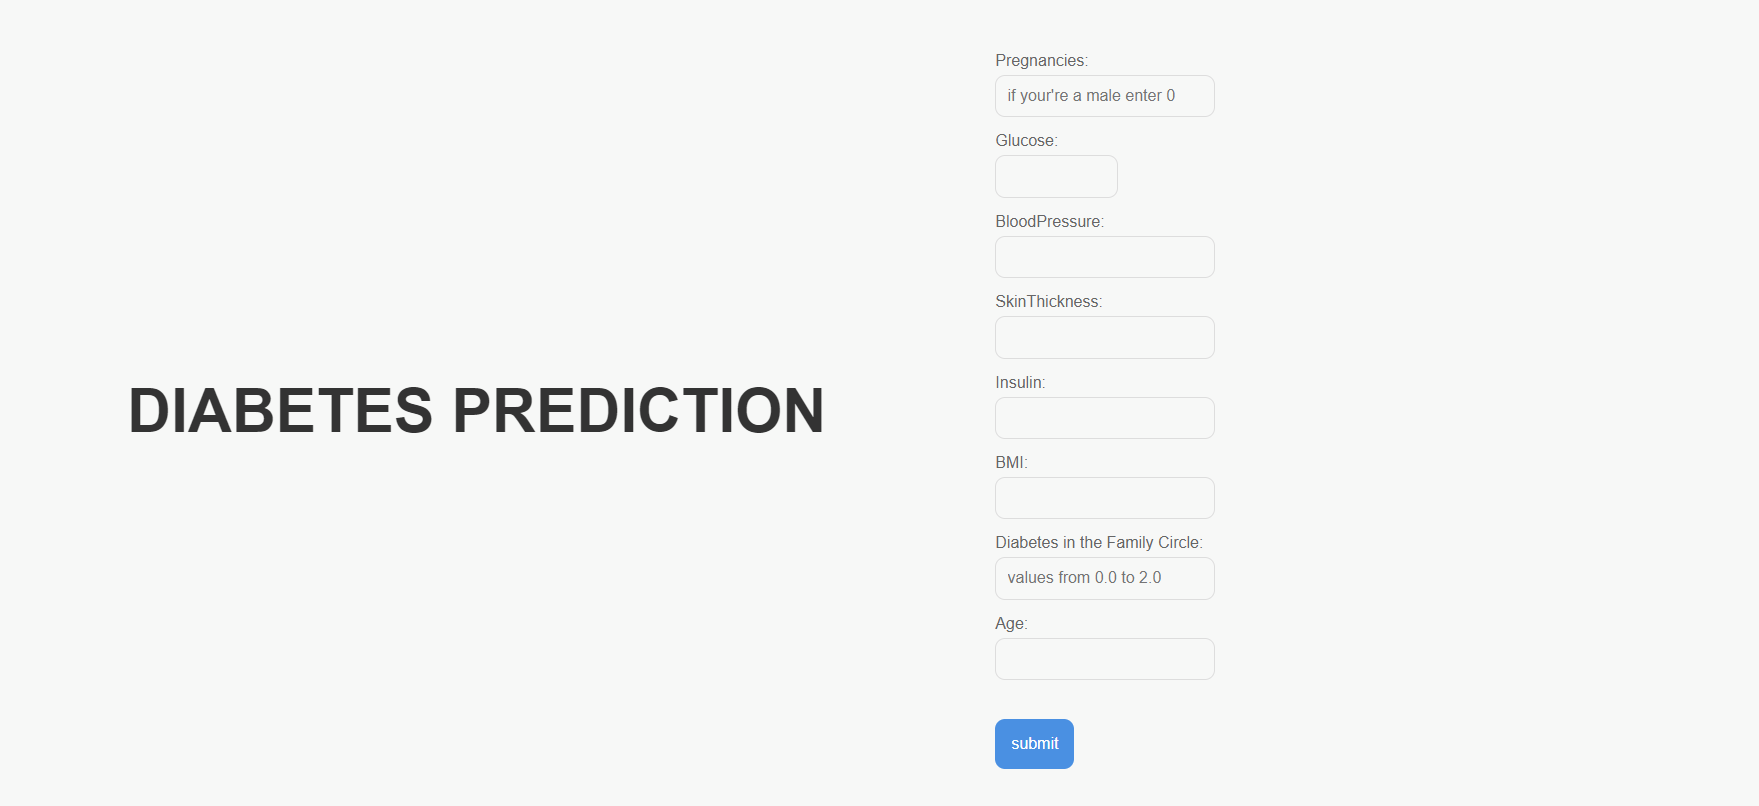 DIABETES PREDICTION
Pregnancies:
if your're a male enter 0
Glucose:
BloodPressure:
SkinThickness:
Insulin:
BMI:
Diabetes in the Family Circle:
values from 0.0 to 2.0
Age:
submit